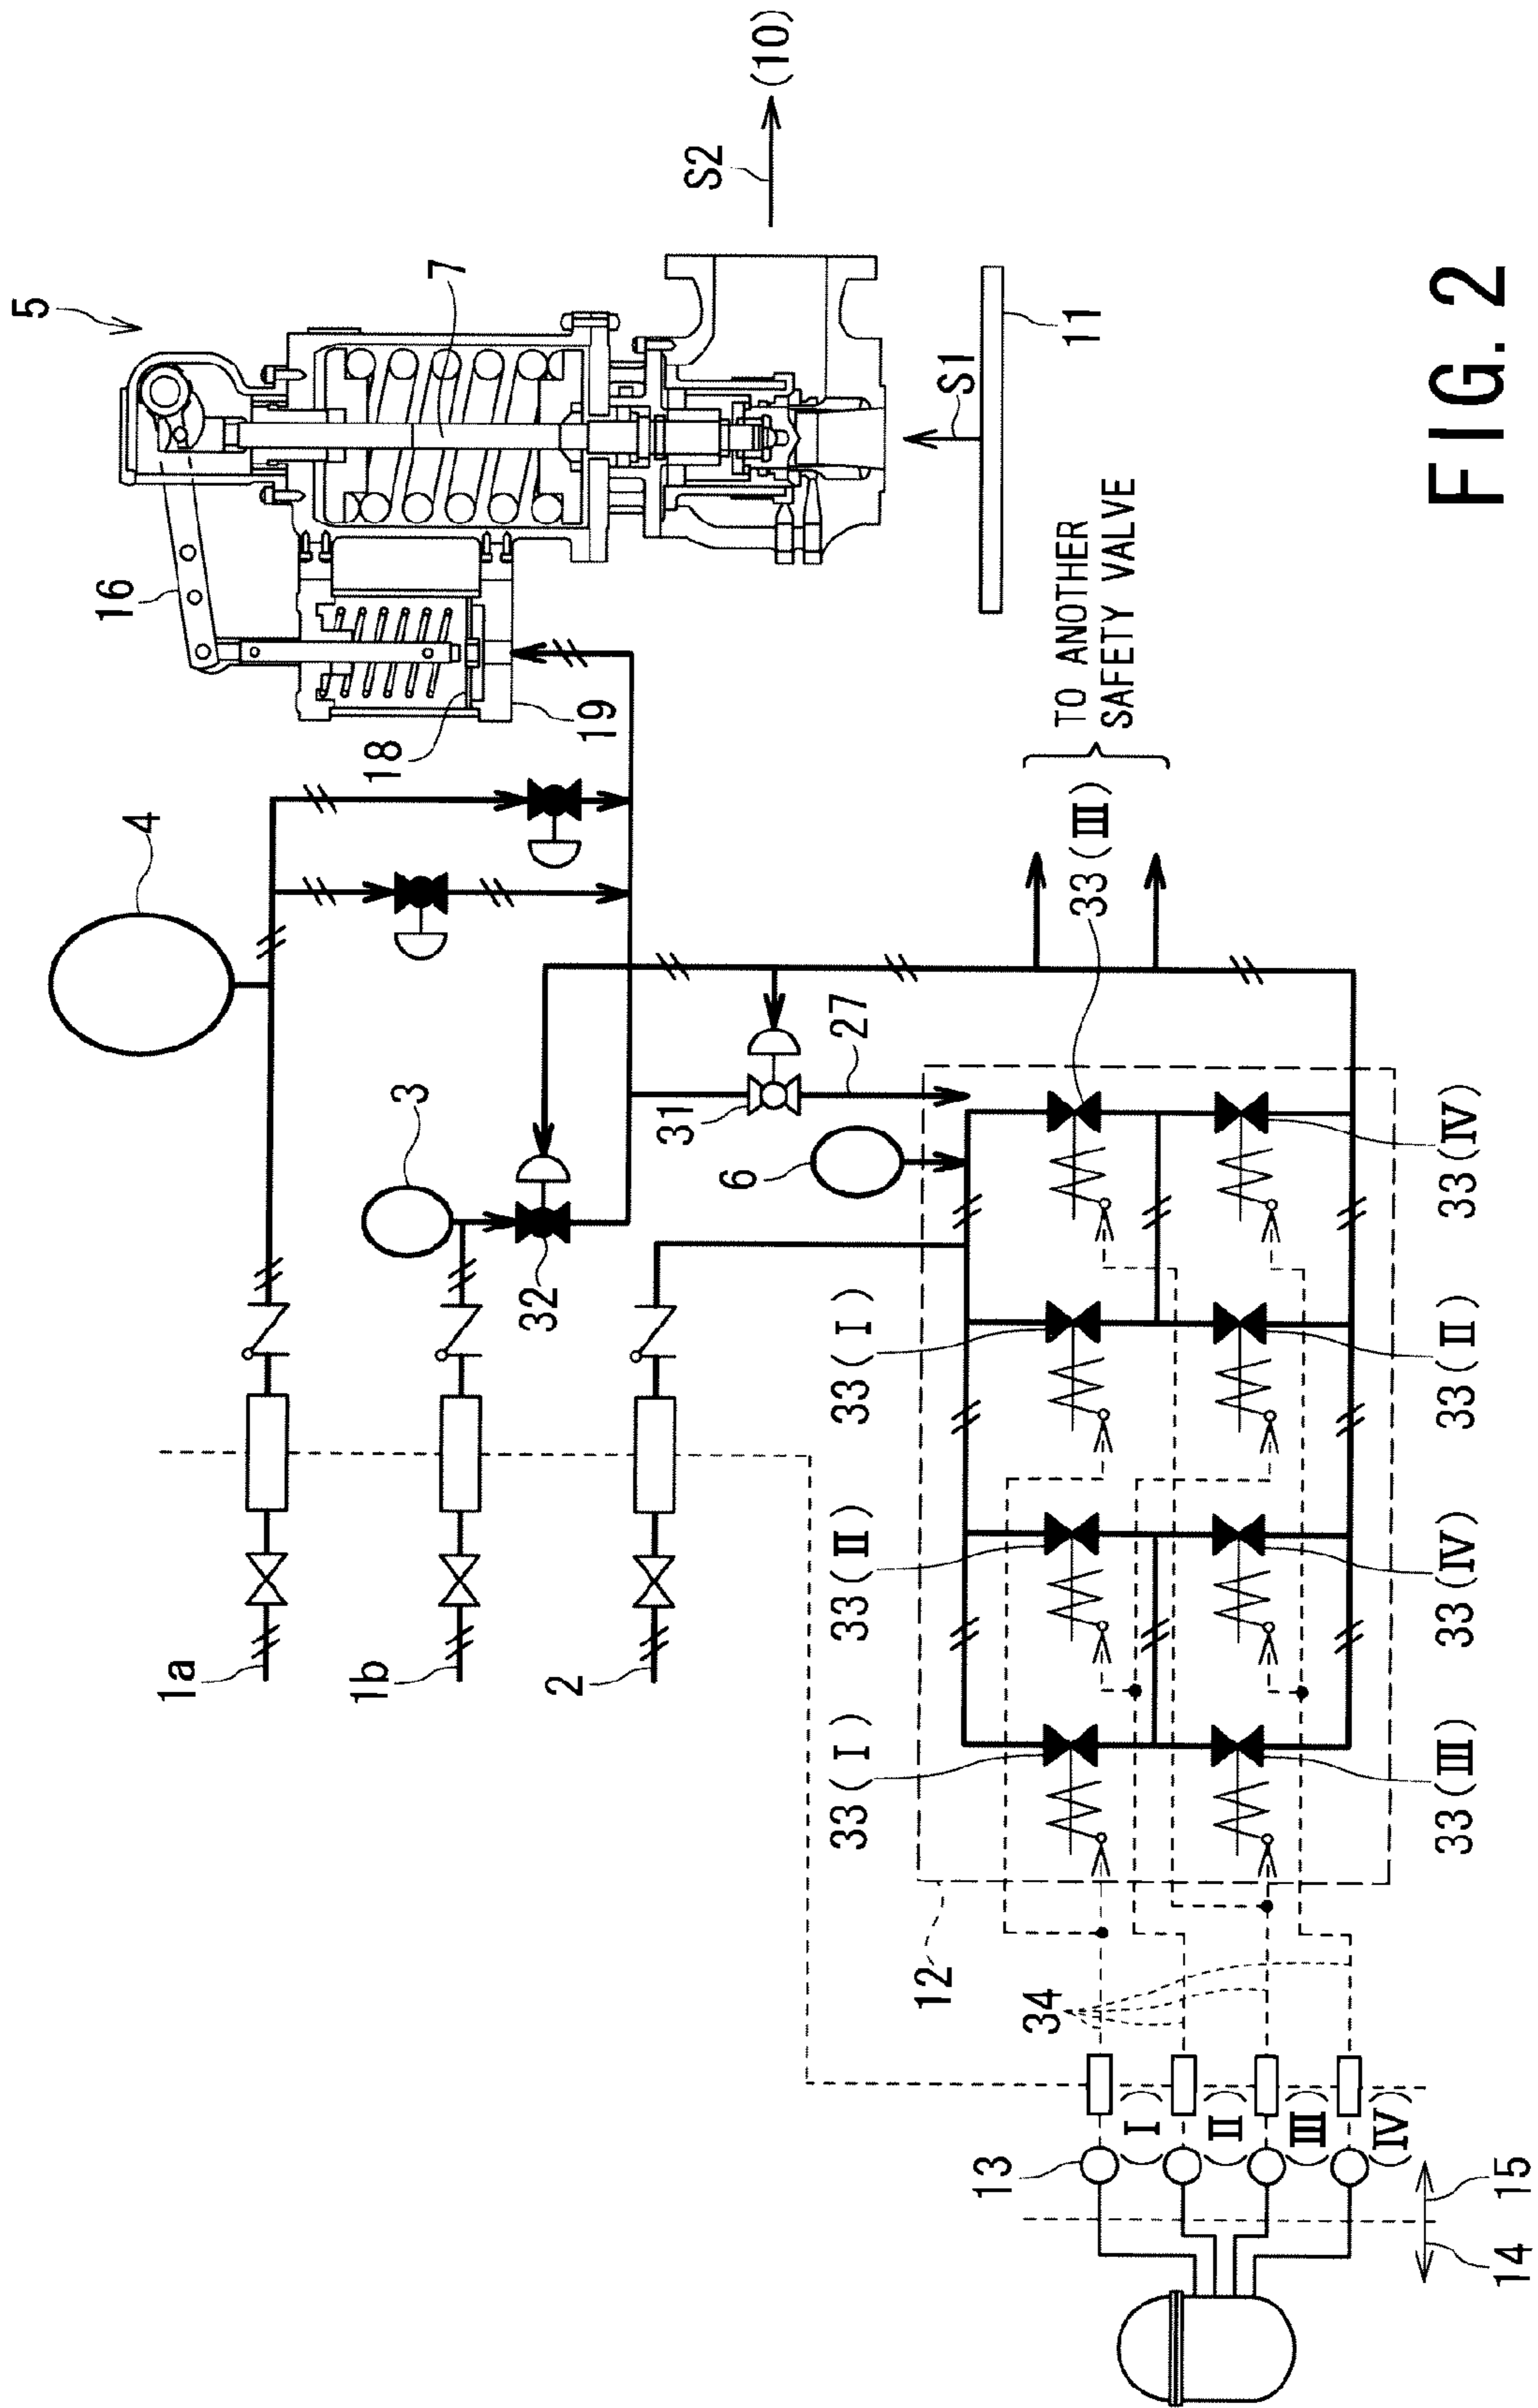 5
16
7
S2
(10)
4
18
19
S1
11
3
32
31
27
6
33(III)
TO ANOTHER
SAFETY VALVE
1a
1b
2
33(I)
33(II)
33(I)
33(III)
33(IV)
33(II)
33(IV)
12
34
13
(I)
(II)
(III)
(IV)
14
15
FIG. 2